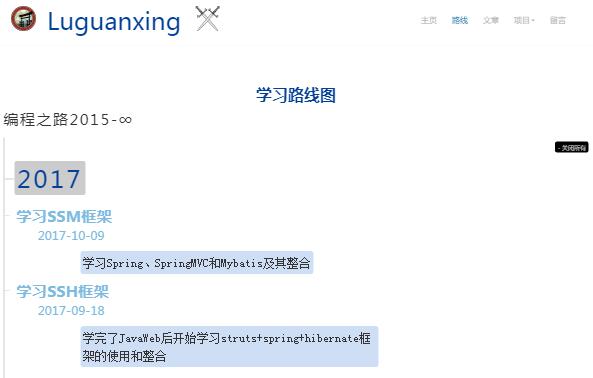 Luguanxing
主页 路线 文章 项目 留言
学习路线图
编程之路2015-∞
- 关闭所有
2017
学习SSM框架
2017-10-09
学习Spring、SpringMVC和Mybatis及其整合
学习SSH框架
2017-09-18
学完了JavaWeb后开始学习struts+spring+hibernate框
架的使用和整合